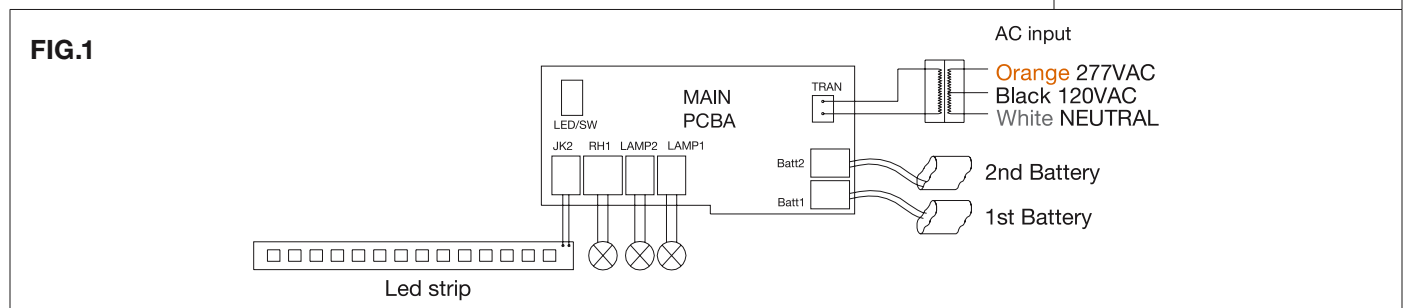 FIG.1
AC input
Orange 277VAC
Black 120VAC
White NEUTRAL
TRAN
MAIN
PCBA
LED/SW
JK2 RH1 LAMP2 LAMP1
Batt2
2nd Battery
Batt1
1st Battery
Led strip